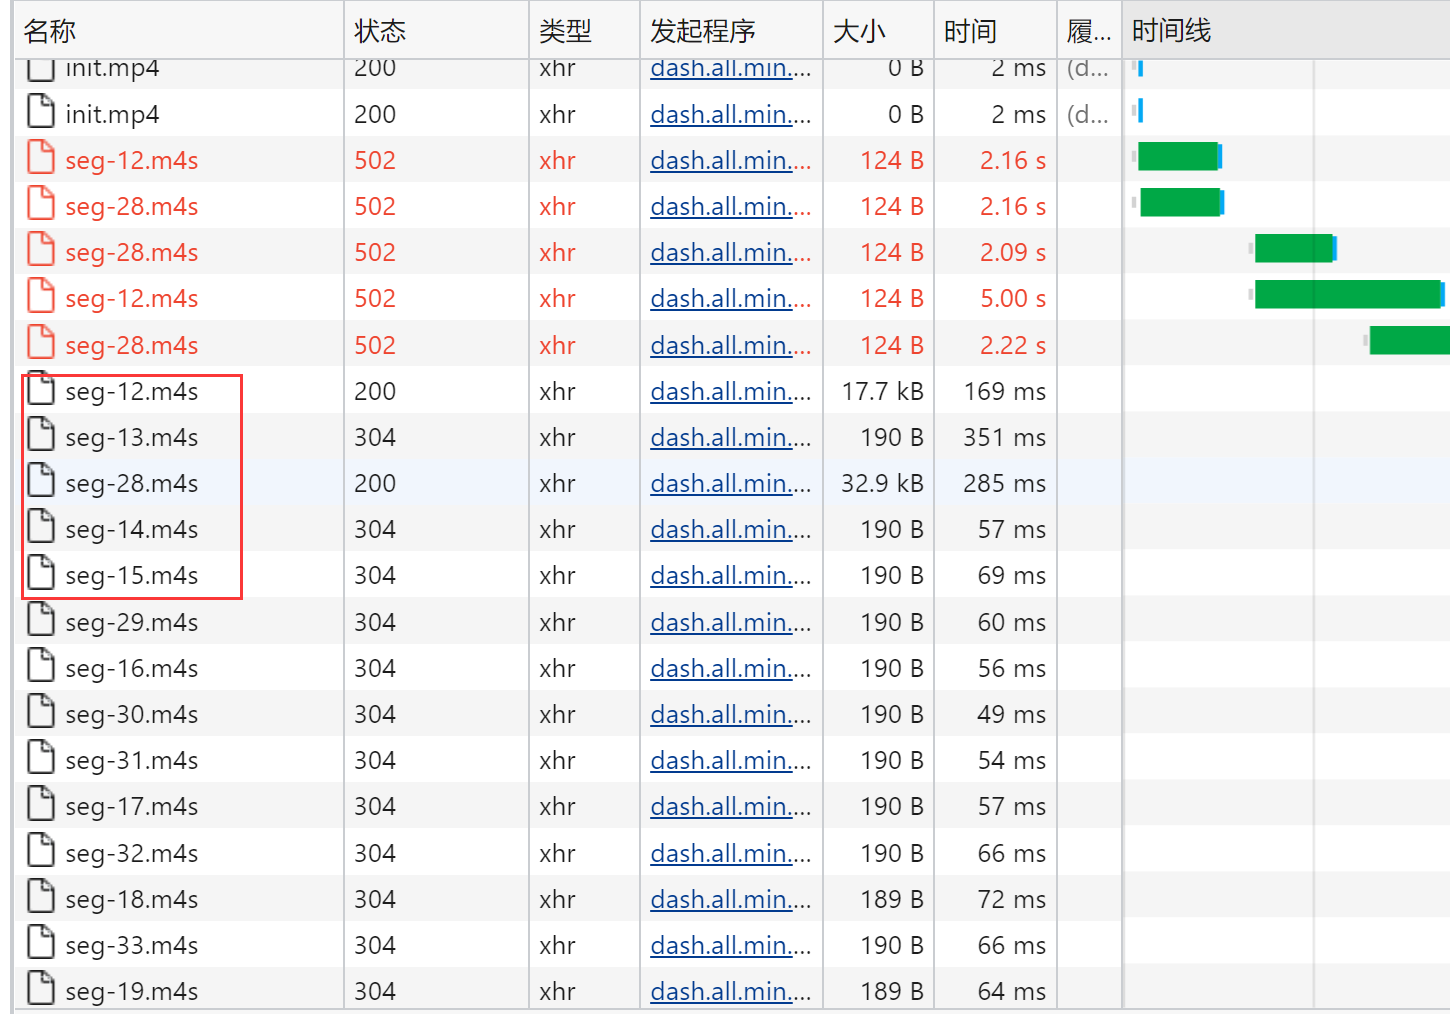 名称 状态 类型 发起程序 大小 时间 履... 时间线
init.mp4 200 xhr dash.all.min.... 0 B 2 ms (d...
init.mp4 200 xhr dash.all.min.... 0 B 2 ms (d...
seg-12.m4s 502 xhr dash.all.min.... 124 B 2.16 s
seg-28.m4s 502 xhr dash.all.min.... 124 B 2.16 s
seg-28.m4s 502 xhr dash.all.min.... 124 B 2.09 s
seg-12.m4s 502 xhr dash.all.min.... 124 B 5.00 s
seg-28.m4s 502 xhr dash.all.min.... 124 B 2.22 s
seg-12.m4s 200 xhr dash.all.min.... 17.7 kB 169 ms
seg-13.m4s 304 xhr dash.all.min.... 190 B 351 ms
seg-28.m4s 200 xhr dash.all.min.... 32.9 kB 285 ms
seg-14.m4s 304 xhr dash.all.min.... 190 B 57 ms
seg-15.m4s 304 xhr dash.all.min.... 190 B 69 ms
seg-29.m4s 304 xhr dash.all.min.... 190 B 60 ms
seg-16.m4s 304 xhr dash.all.min.... 190 B 56 ms
seg-30.m4s 304 xhr dash.all.min.... 190 B 49 ms
seg-31.m4s 304 xhr dash.all.min.... 190 B 54 ms
seg-17.m4s 304 xhr dash.all.min.... 190 B 57 ms
seg-32.m4s 304 xhr dash.all.min.... 190 B 66 ms
seg-18.m4s 304 xhr dash.all.min.... 189 B 72 ms
seg-33.m4s 304 xhr dash.all.min.... 190 B 66 ms
seg-19.m4s 304 xhr dash.all.min.... 189 B 64 ms